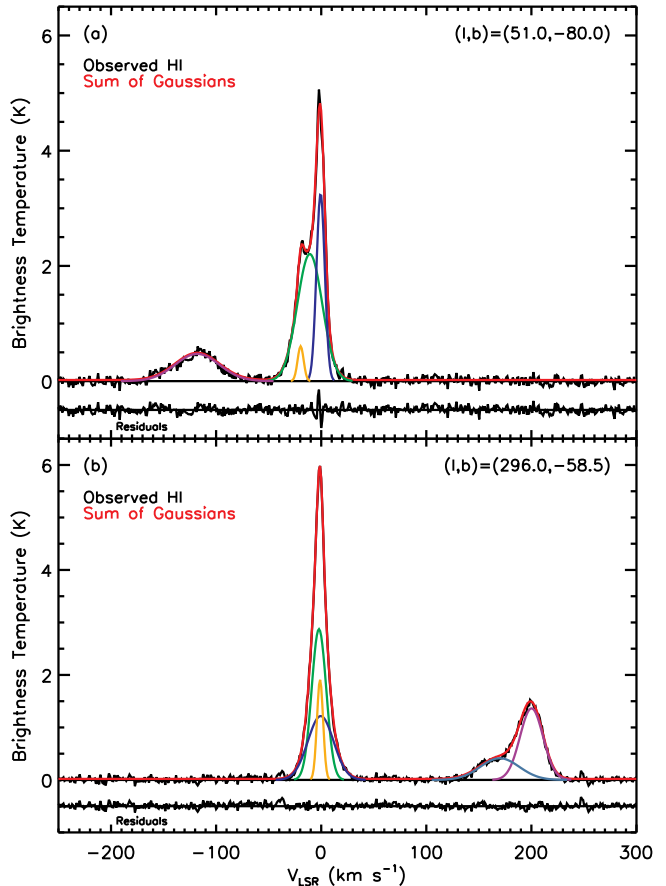 (a)
(l,b)=(51.0,−80.0)
Observed HI
Sum of Gaussians
6
4
2
0
Brightness Temperature (K)
Residuals
(b)
(l,b)=(296.0,−58.5)
Observed HI
Sum of Gaussians
6
4
2
0
Brightness Temperature (K)
Residuals
−200 −100 0 100 200 300
V_LSR (km s⁻¹)